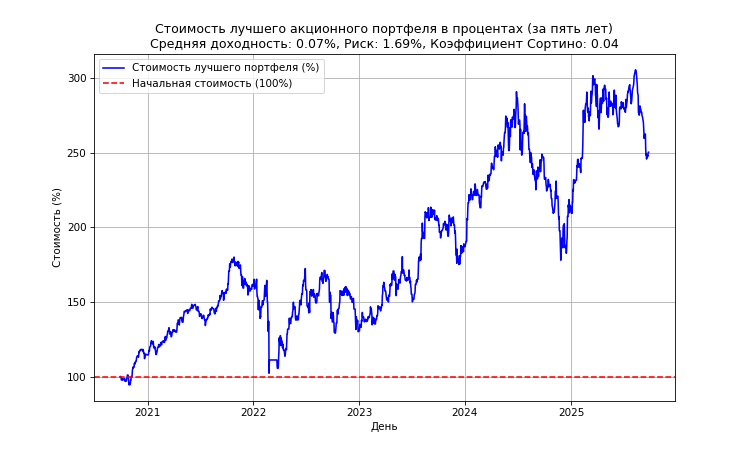 Стоимость лучшего акционного портфеля в процентах (за пять лет)
Средняя доходность: 0.07%, Риск: 1.69%, Коэффициент Сортино: 0.04
Стоимость лучшего портфеля (%)
Начальная стоимость (100%)
Стоимость (%)
300
250
200
150
100
2021
2022
2023
2024
2025
День